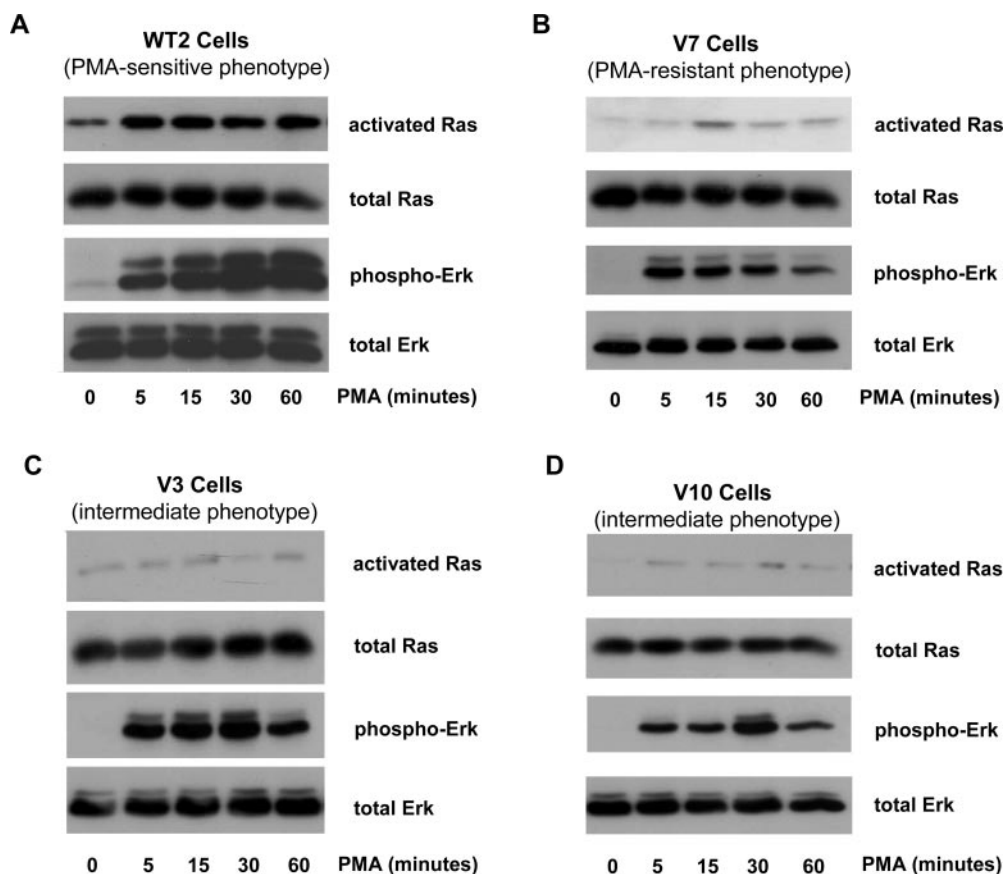 A
WT2 Cells
(PMA-sensitive phenotype)
activated Ras
total Ras
phospho-Erk
total Erk
0 5 15 30 60 PMA (minutes)
B
V7 Cells
(PMA-resistant phenotype)
activated Ras
total Ras
phospho-Erk
total Erk
0 5 15 30 60 PMA (minutes)
C
V3 Cells
(intermediate phenotype)
activated Ras
total Ras
phospho-Erk
total Erk
0 5 15 30 60 PMA (minutes)
D
V10 Cells
(intermediate phenotype)
activated Ras
total Ras
phospho-Erk
total Erk
0 5 15 30 60 PMA (minutes)